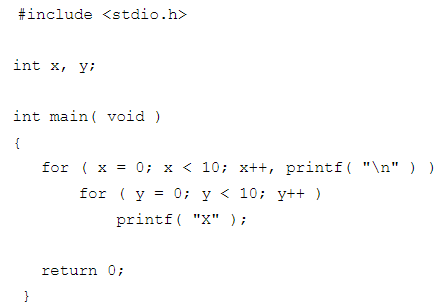 #include <stdio.h>
int x, y;
int main( void )
{
for ( x = 0; x < 10; x++, printf( "\n" ) )
for ( y = 0; y < 10; y++ )
printf( "X" );
return 0;
}